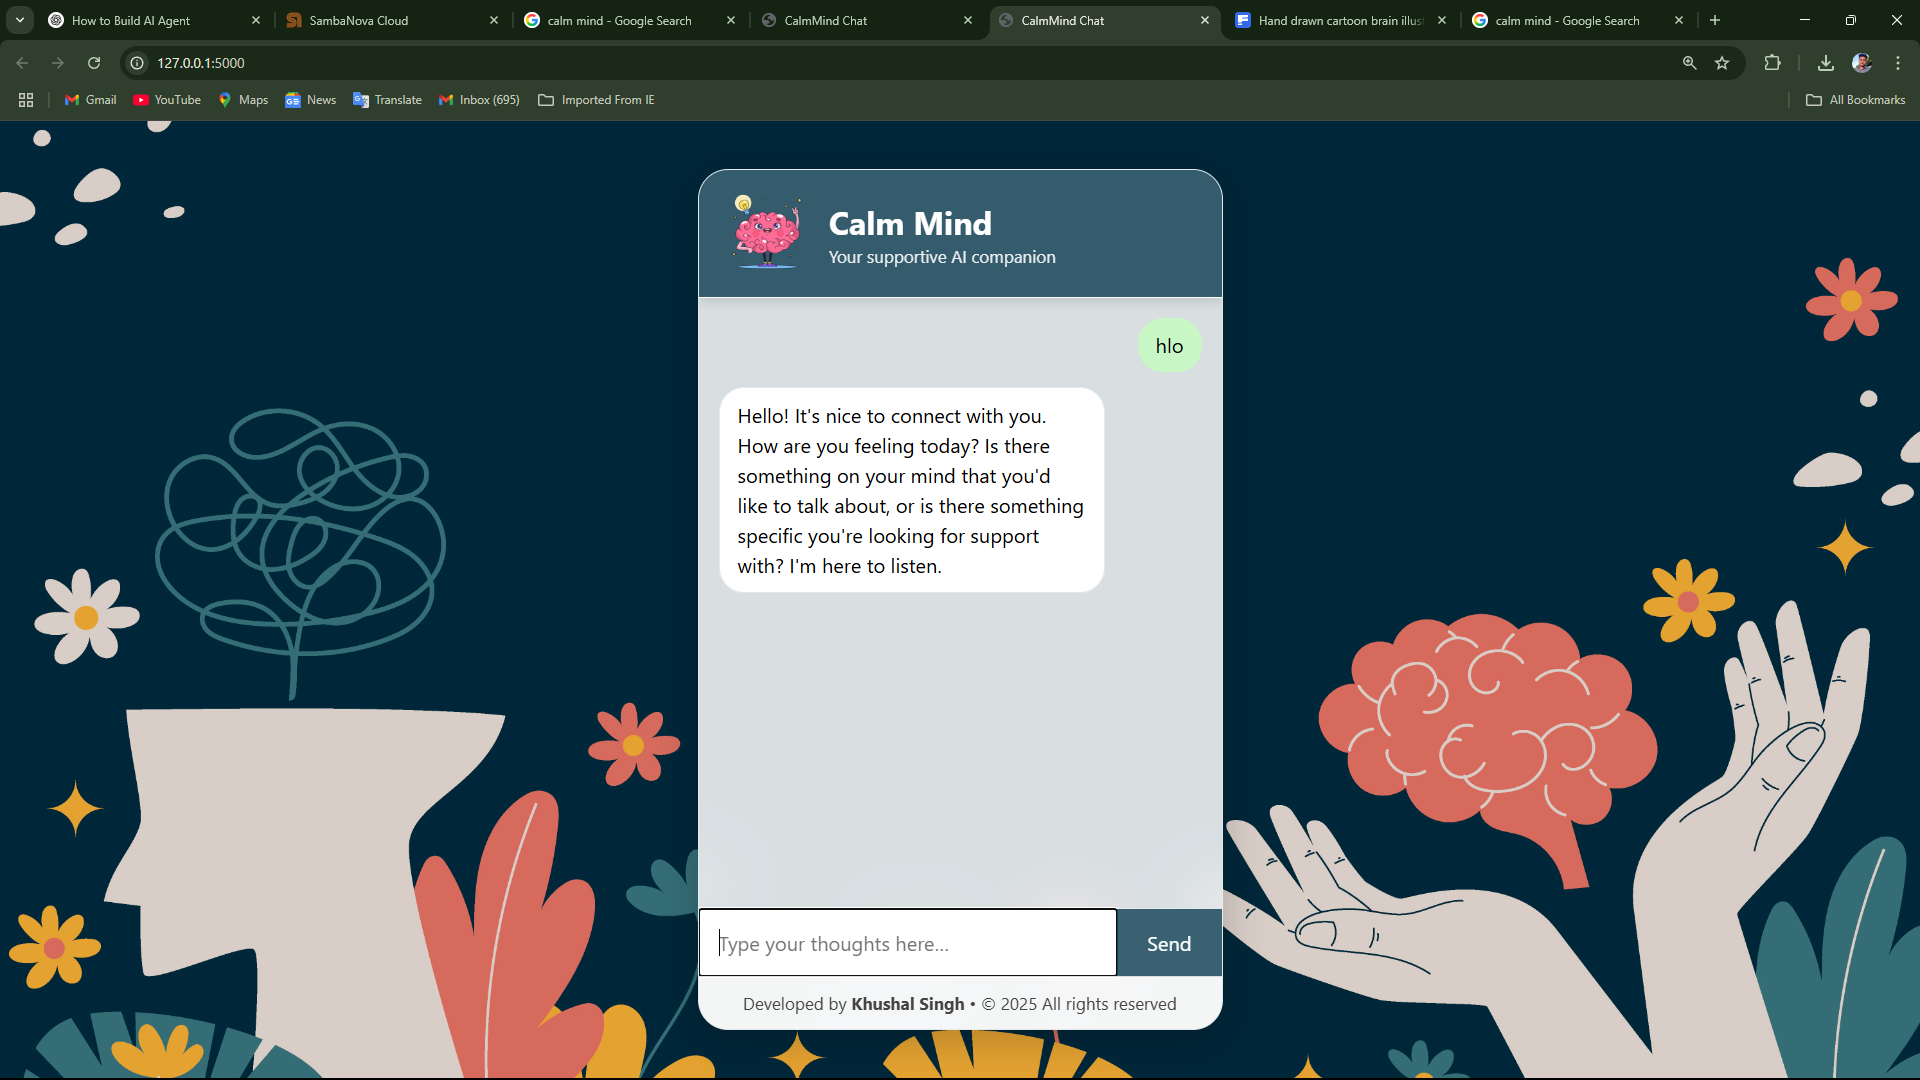 How to Build AI Agent
SambaNova Cloud
calm mind - Google Search
CalmMind Chat
CalmMind Chat
Hand drawn cartoon brain illus
calm mind - Google Search
127.0.0.1:5000
Gmail
YouTube
Maps
News
Translate
Inbox (695)
Imported From IE
All Bookmarks
Calm Mind
Your supportive AI companion
hlo
Hello! It's nice to connect with you.
How are you feeling today? Is there
something on your mind that you'd
like to talk about, or is there something
specific you're looking for support
with? I'm here to listen.
Type your thoughts here...
Send
Developed by Khushal Singh • © 2025 All rights reserved